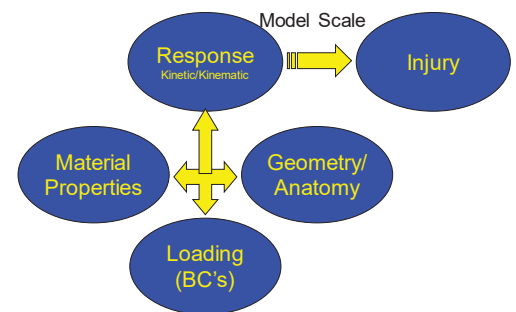 Model Scale
Response
Kinetic/Kinematic
Injury
Material
Properties
Geometry/
Anatomy
Loading
(BC's)